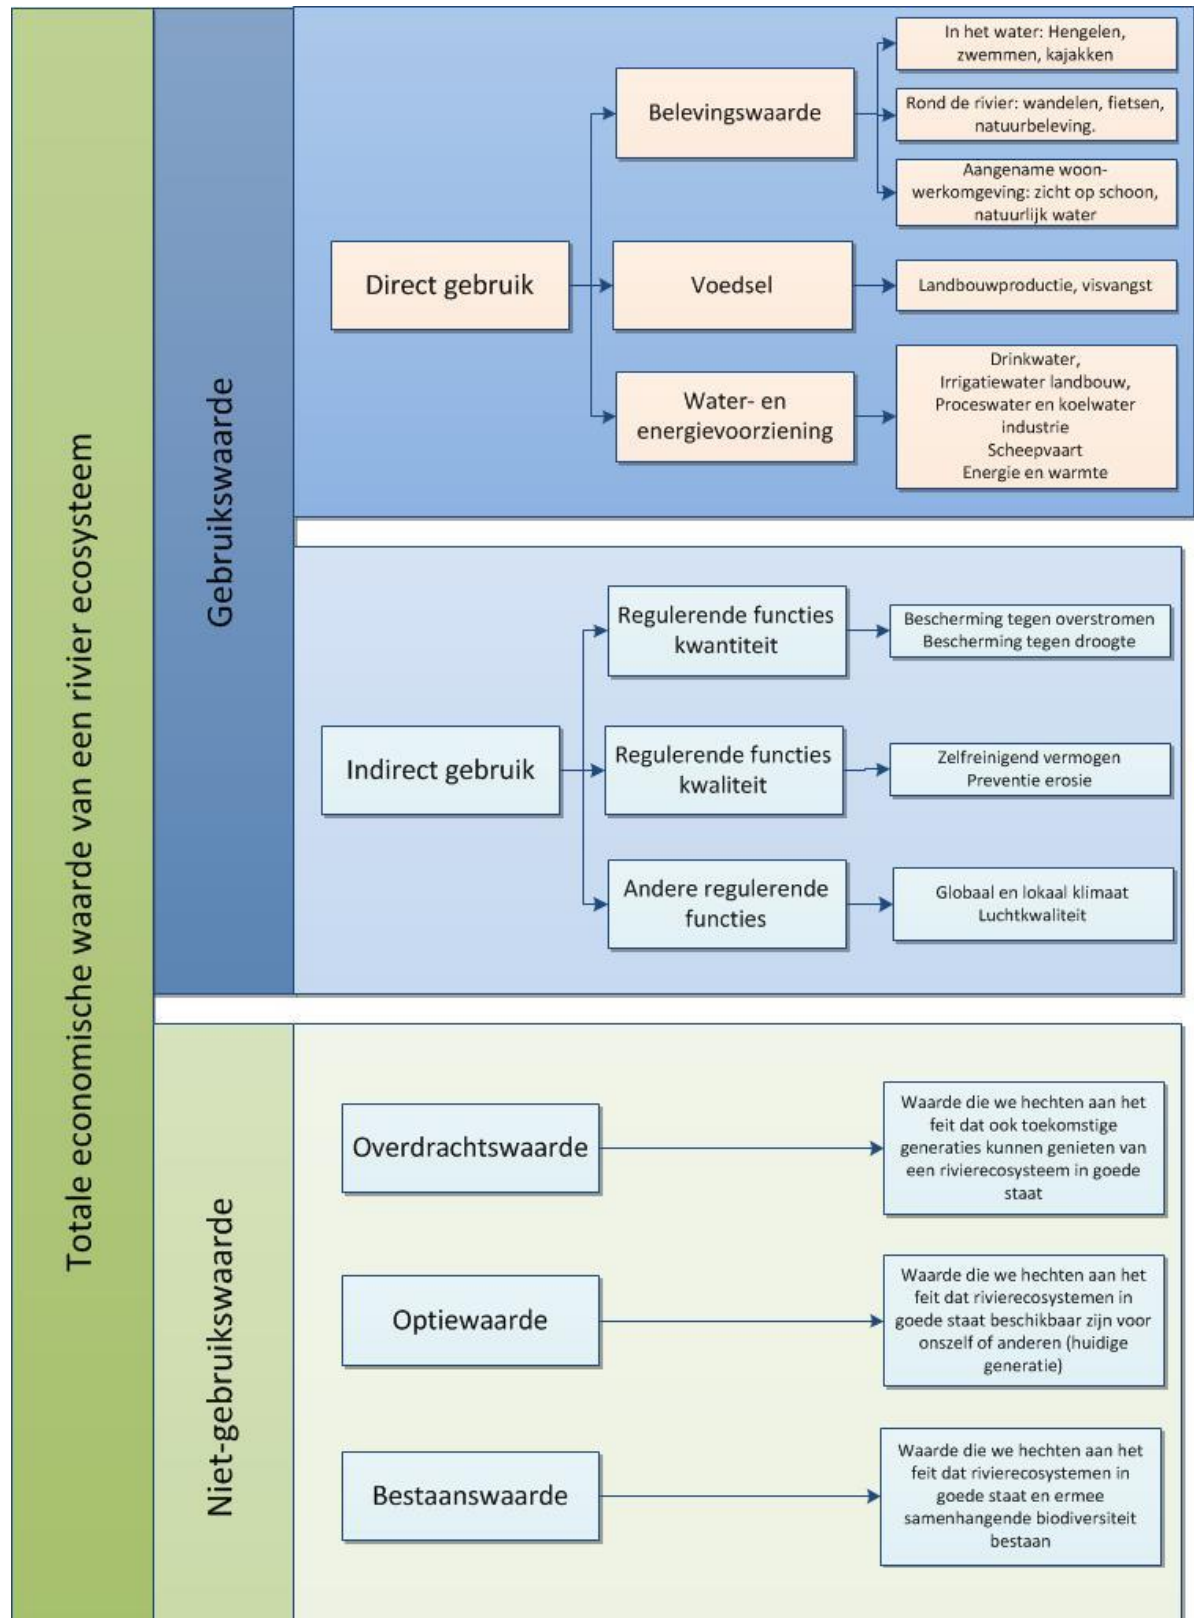 Totale economische waarde van een rivier ecosysteem
Gebruikswaarde
Direct gebruik
Belevingswaarde
In het water: Hengelen,
zwemmen, kajakken
Rond de rivier: wandelen, fietsen,
natuurbeleving.
Aangename woon-
werkomgeving: zicht op schoon,
natuurlijk water
Voedsel
Landbouwproductie, visvangst
Water- en
energievoorziening
Drinkwater,
Irrigatiewater landbouw,
Proceswater en koelwater
industrie
Scheepvaart
Energie en warmte
Indirect gebruik
Regulerende functies
kwantiteit
Bescherming tegen overstromen
Bescherming tegen droogte
Regulerende functies
kwaliteit
Zelfreinigend vermogen
Preventie erosie
Andere regulerende
functies
Globaal en lokaal klimaat
Luchtkwaliteit
Niet-gebruikswaarde
Overdrachtswaarde
Waarde die we hechten aan het
feit dat ook toekomstige
generaties kunnen genieten van
een rivierecosysteem in goede
staat
Optiewaarde
Waarde die we hechten aan het
feit dat rivierecosystemen in
goede staat beschikbaar zijn voor
onszelf of anderen (huidige
generatie)
Bestaanswaarde
Waarde die we hechten aan het
feit dat rivierecosystemen in
goede staat en ermee
samenhangende biodiversiteit
bestaan